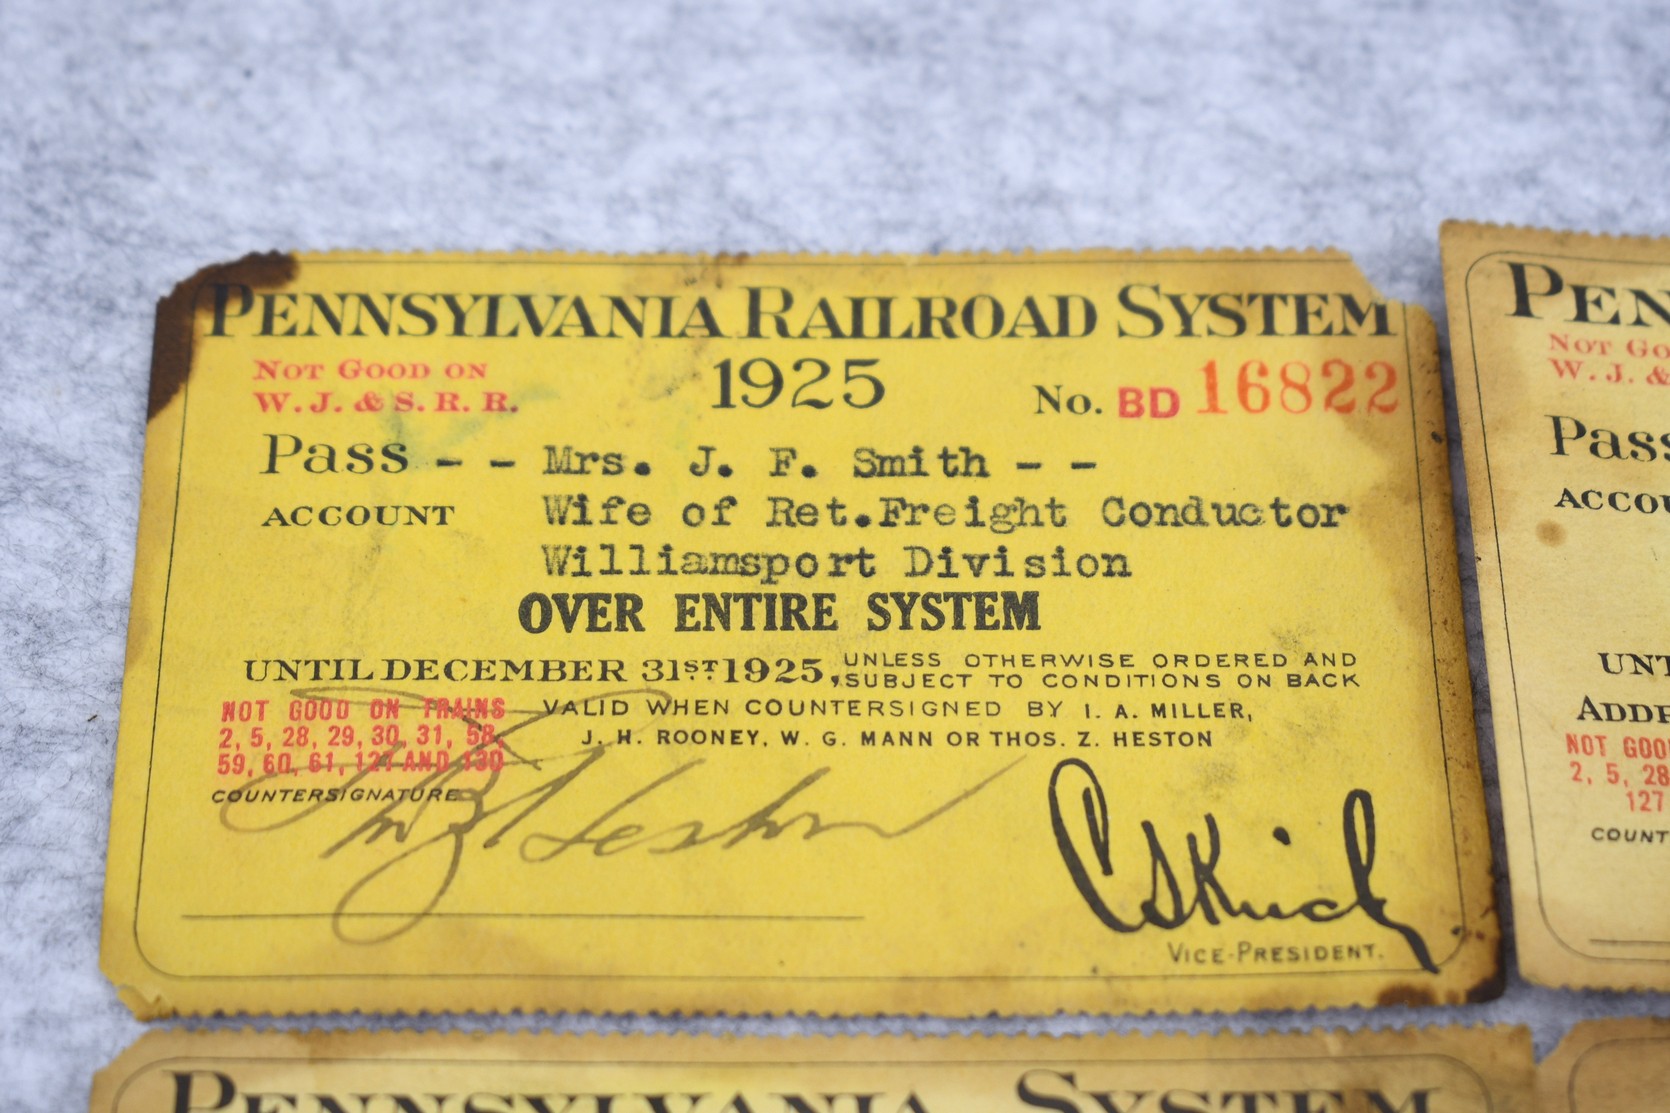 PENNSYLVANIA RAILROAD SYSTEM
NOT GOOD ON
W. J. & S. R. R.
1925
No. BD 16822
Pass -- Mrs. J. F. Smith --
ACCOUNT Wife of Ret.Freight Conductor
Williamsport Division
OVER ENTIRE SYSTEM
UNTIL DECEMBER 31ST 1925, UNLESS OTHERWISE ORDERED AND
SUBJECT TO CONDITIONS ON BACK
NOT GOOD ON TRAINS
2, 5, 28, 29, 30, 31, 58,
59, 60, 61, 127 AND 130
VALID WHEN COUNTERSIGNED BY I. A. MILLER,
J. H. ROONEY, W. G. MANN OR THOS. Z. HESTON
COUNTERSIGNATURE
Thos Z Heston
VICE-PRESIDENT.
PEN
NOT GO
W. J. &
Pass
ACCOU
UNT
ADDR
NOT GOO
2, 5, 28
127
COUNT
PENNSYLVANIA SYSTEM